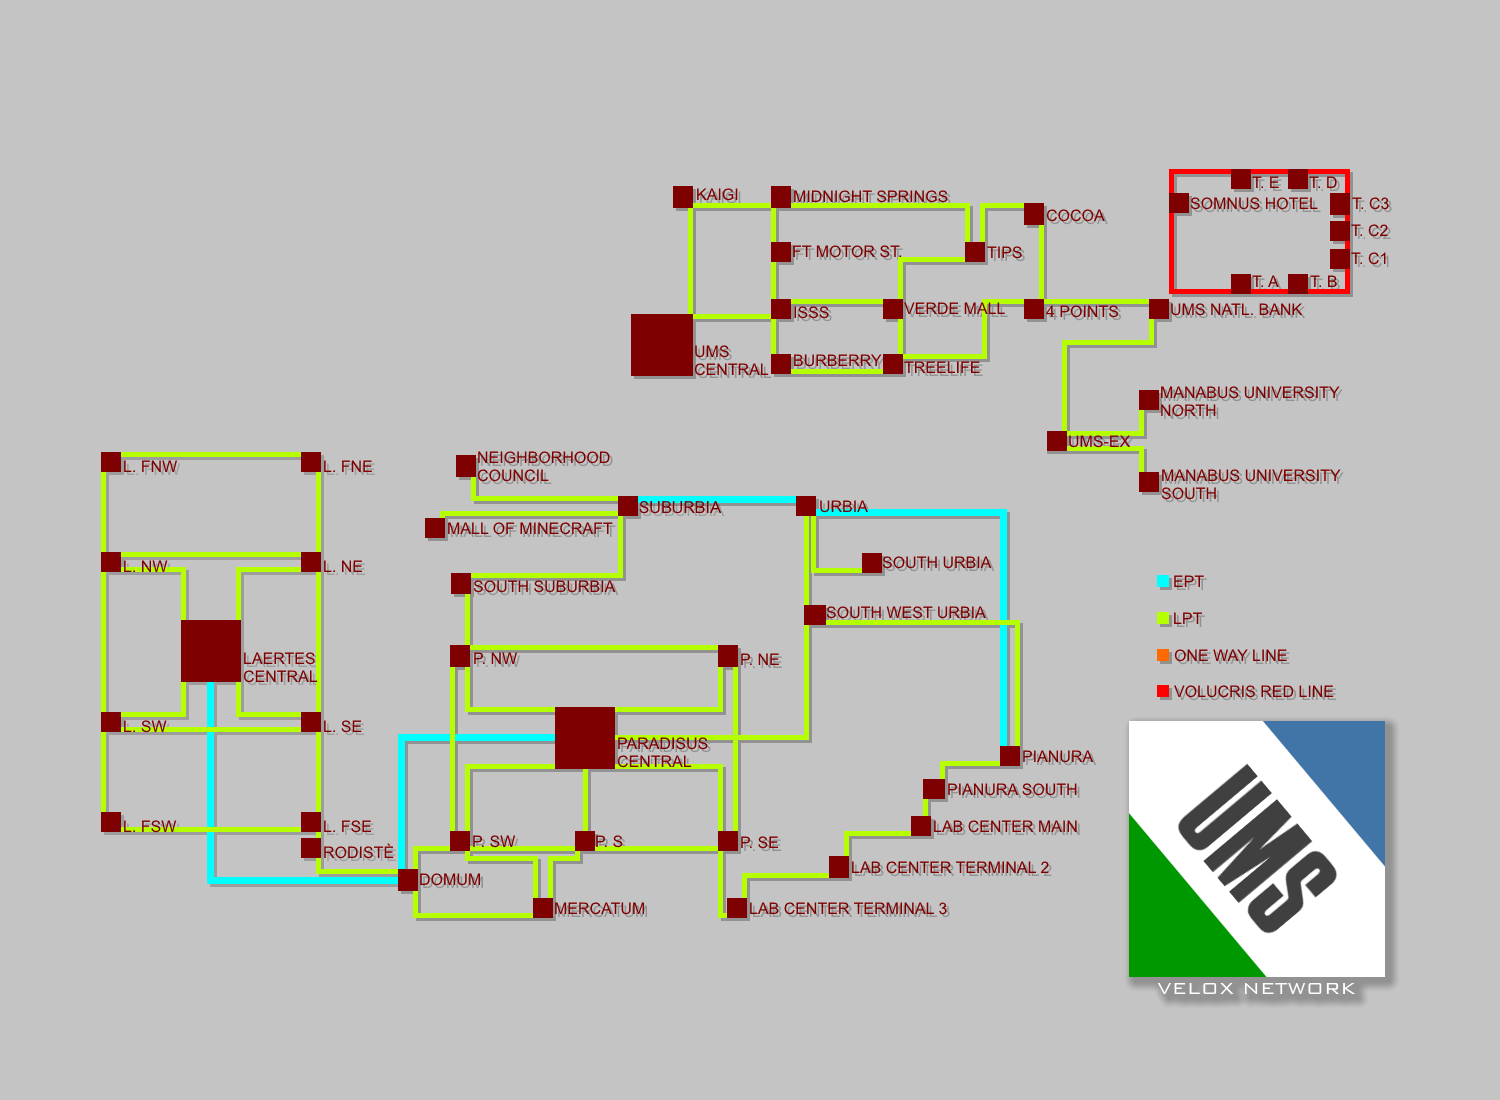 KAIGI
MIDNIGHT SPRINGS
FT MOTOR ST.
TIPS
COCOA
ISSS
VERDE MALL
4 POINTS
UMS NATL. BANK
UMS
CENTRAL
BURBERRY
TREELIFE
T. E
T. D
SOMNUS HOTEL
T. C3
T. C2
T. C1
T. A
T. B
MANABUS UNIVERSITY
NORTH
UMS-EX
MANABUS UNIVERSITY
SOUTH
L. FNW
L. FNE
L. NW
L. NE
LAERTES
CENTRAL
L. SW
L. SE
L. FSW
L. FSE
RODISTÈ
NEIGHBORHOOD
COUNCIL
SUBURBIA
URBIA
MALL OF MINECRAFT
SOUTH SUBURBIA
SOUTH URBIA
SOUTH WEST URBIA
P. NW
P. NE
PARADISUS
CENTRAL
PIANURA
PIANURA SOUTH
LAB CENTER MAIN
P. SW
P. S
P. SE
LAB CENTER TERMINAL 2
DOMUM
MERCATUM
LAB CENTER TERMINAL 3
EPT
LPT
ONE WAY LINE
VOLUCRIS RED LINE
UMS
VELOX NETWORK